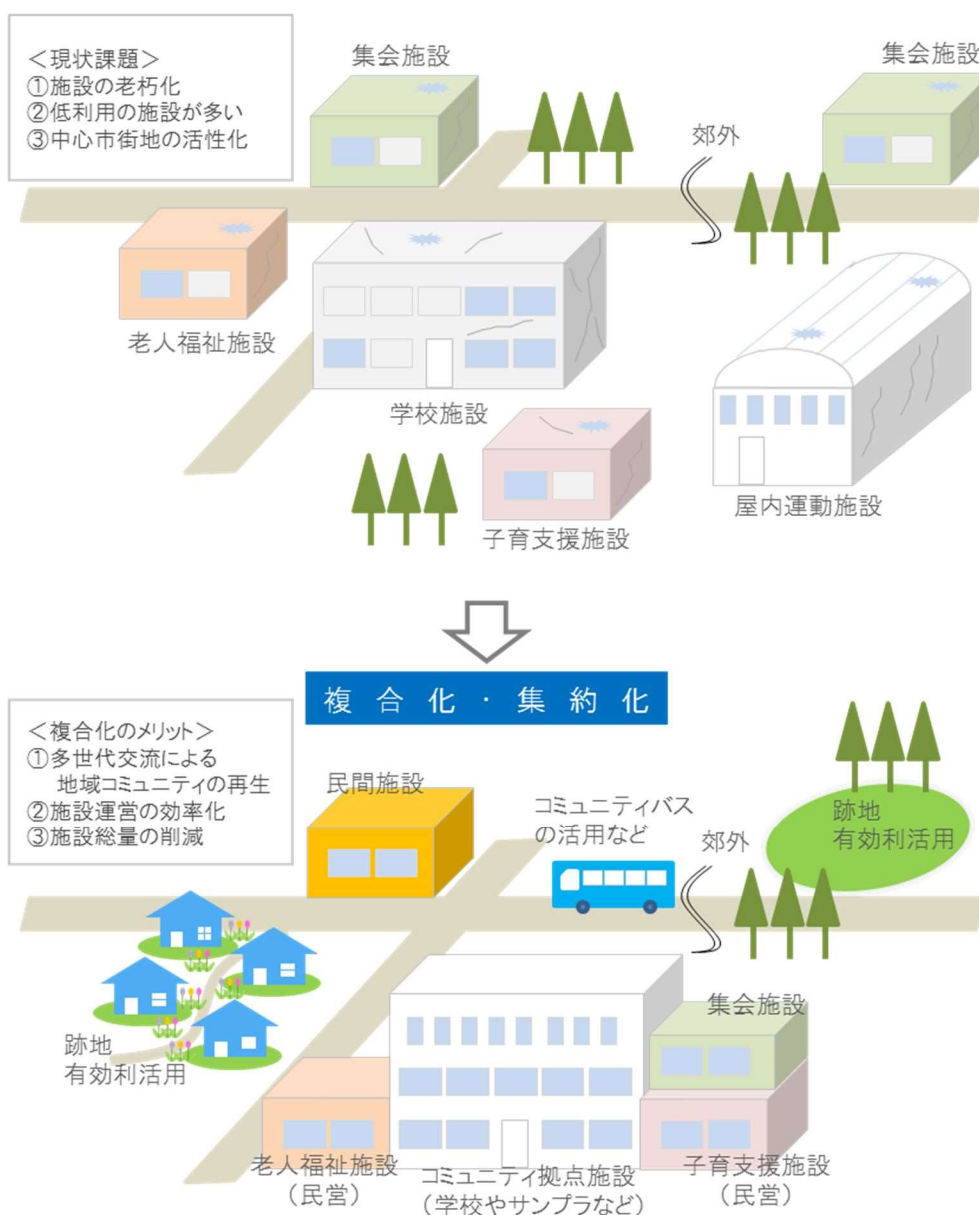 ＜現状課題＞
①施設の老朽化
②低利用の施設が多い
③中心市街地の活性化
集会施設
集会施設
郊外
老人福祉施設
学校施設
屋内運動施設
子育支援施設
複合化・集約化
＜複合化のメリット＞
①多世代交流による
地域コミュニティの再生
②施設運営の効率化
③施設総量の削減
民間施設
コミュニティバス
の活用など
郊外
跡地
有効利活用
集会施設
跡地
有効利活用
老人福祉施設
（民営）
コミュニティ拠点施設
（学校やサンプラなど）
子育支援施設
（民営）